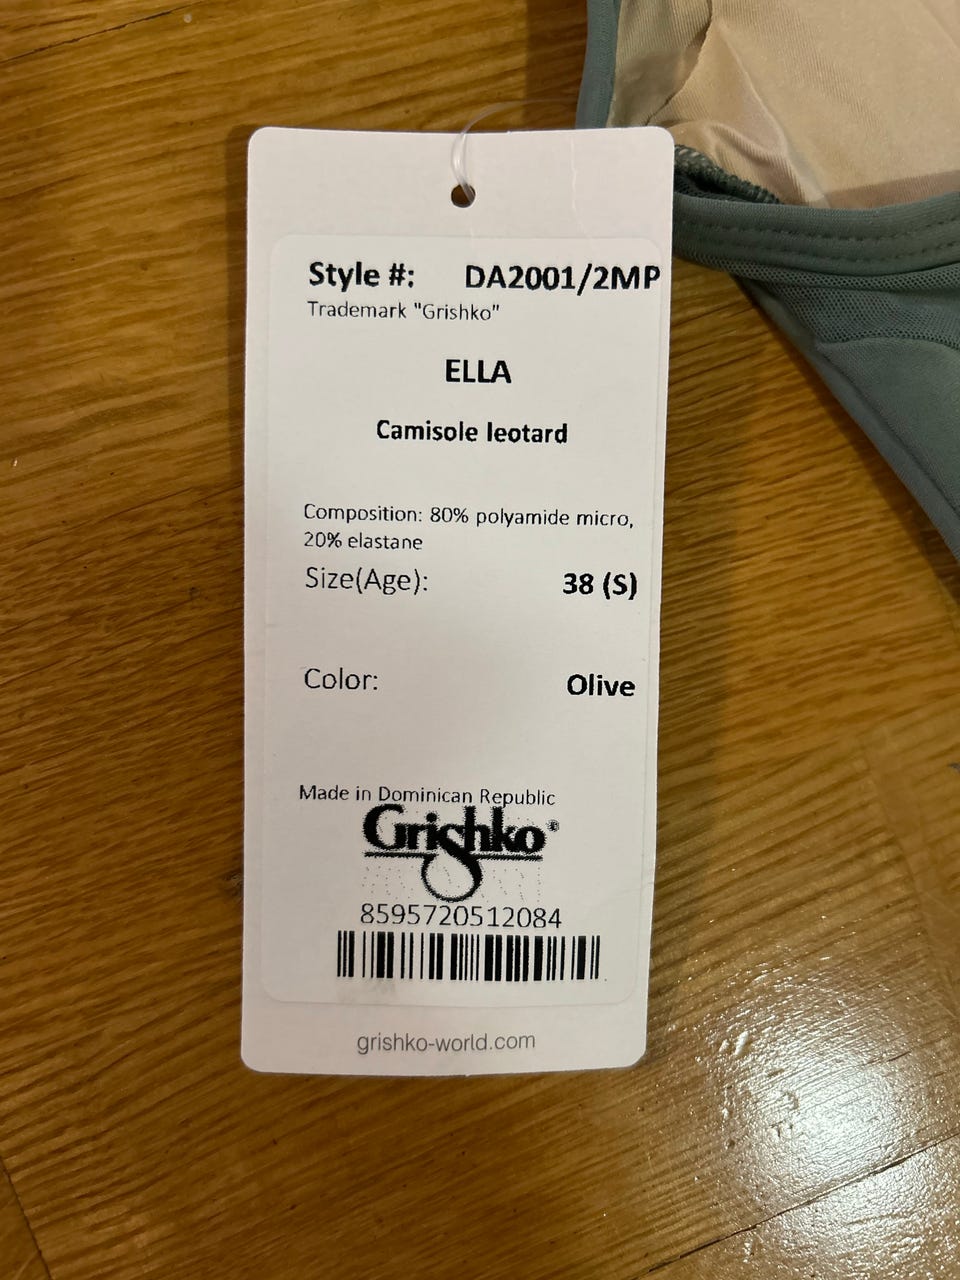 Style #: DA2001/2MP
Trademark "Grishko"
ELLA
Camisole leotard
Composition: 80% polyamide micro,
20% elastane
Size(Age): 38 (S)
Color: Olive
Made in Dominican Republic
Grishko®
8595720512084
grishko-world.com